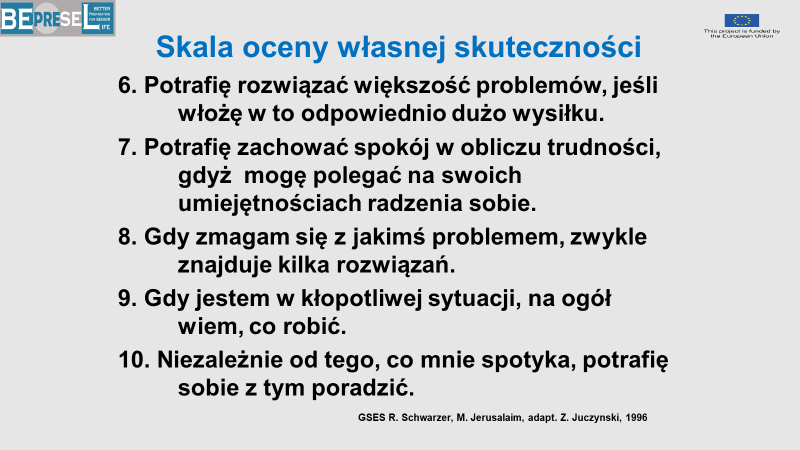 BEPRESEL
BETTER
PREPARATION
FOR SENIOR
LIFE
This project is funded by
the European Union
Skala oceny własnej skuteczności
6. Potrafię rozwiązać większość problemów, jeśli
włożę w to odpowiednio dużo wysiłku.
7. Potrafię zachować spokój w obliczu trudności,
gdyż  mogę polegać na swoich
umiejętnościach radzenia sobie.
8. Gdy zmagam się z jakimś problemem, zwykle
znajduje kilka rozwiązań.
9. Gdy jestem w kłopotliwej sytuacji, na ogół
wiem, co robić.
10. Niezależnie od tego, co mnie spotyka, potrafię
sobie z tym poradzić.
GSES R. Schwarzer, M. Jerusalaim, adapt. Z. Juczynski, 1996